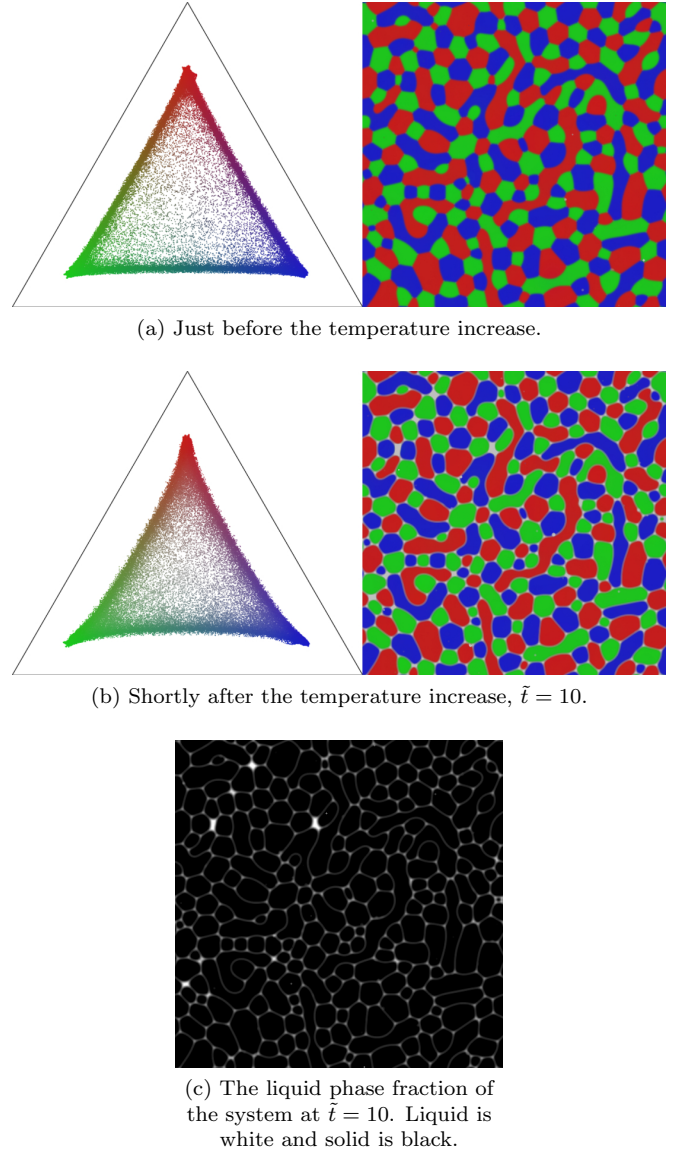 (a) Just before the temperature increase.
(b) Shortly after the temperature increase, t̃ = 10.
(c) The liquid phase fraction of
the system at t̃ = 10. Liquid is
white and solid is black.